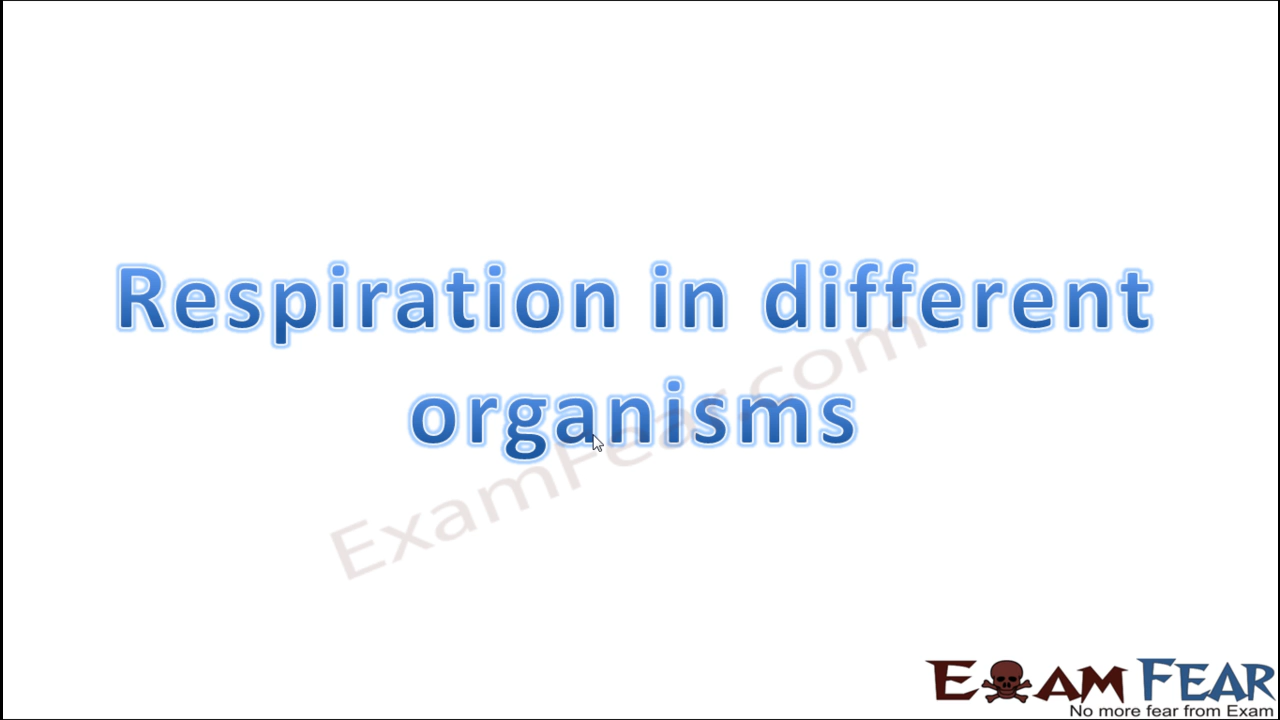 Respiration in different
organisms
ExamFear.com
EXAM FEAR
No more fear from Exam